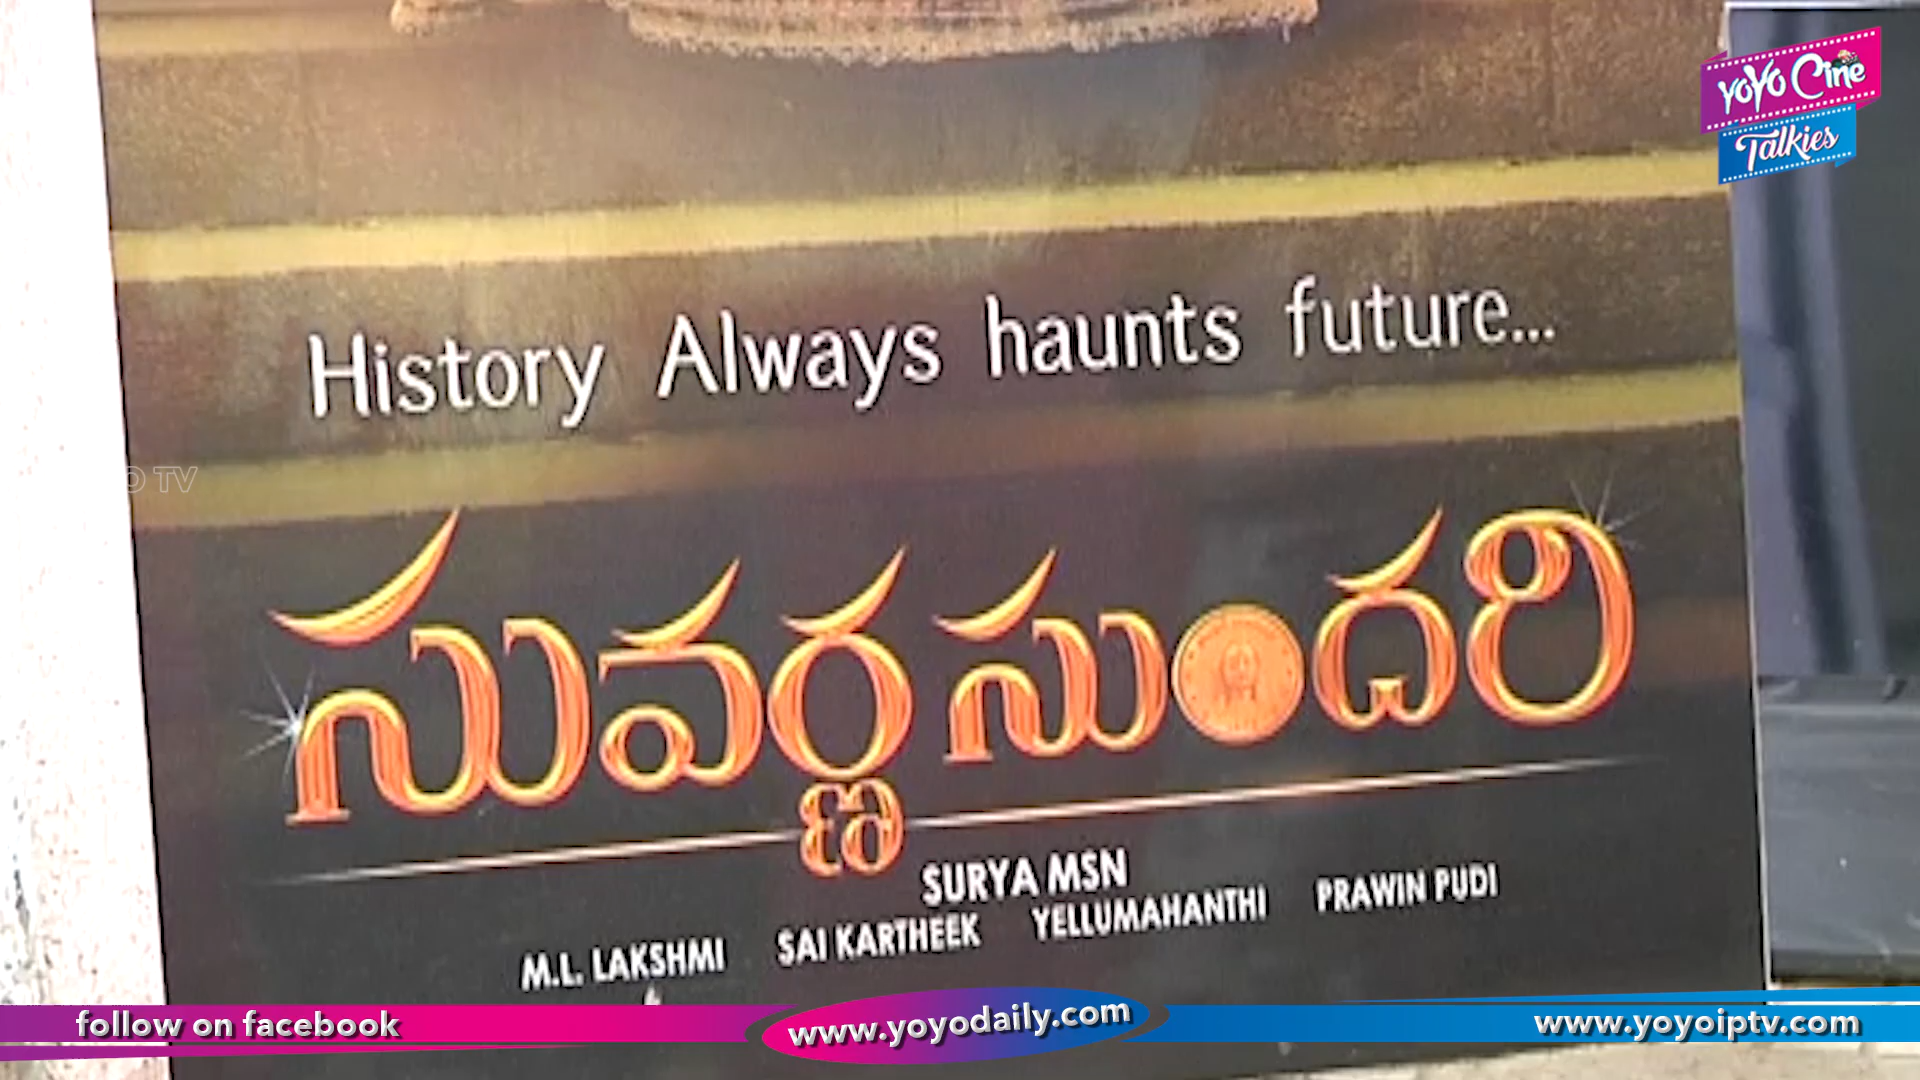 YOYO Cine
Talkies
History Always haunts future...
O TV
సువర్ణ సుందరి
SURYA MSN
M.L. LAKSHMI SAI KARTHEEK YELLUMAHANTHI PRAWIN PUDI
follow on facebook
www.yoyodaily.com
www.yoyoiptv.com